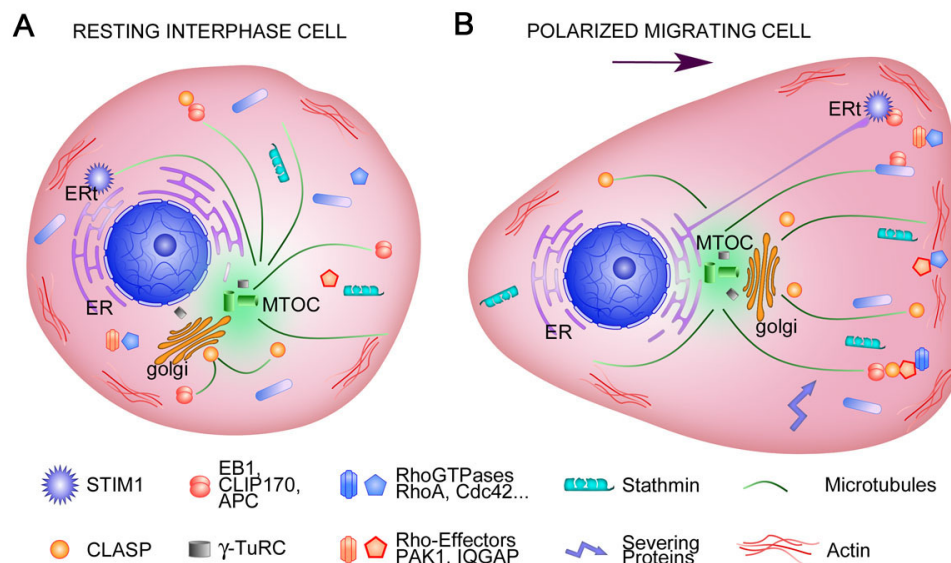 A RESTING INTERPHASE CELL
B POLARIZED MIGRATING CELL
ERt
ER
MTOC
golgi
ERt
MTOC
ER
golgi
STIM1
EB1,
CLIP170,
APC
RhoGTPases
RhoA, Cdc42...
Stathmin
Microtubules
CLASP
γ-TuRC
Rho-Effectors
PAK1, IQGAP
Severing
Proteins
Actin